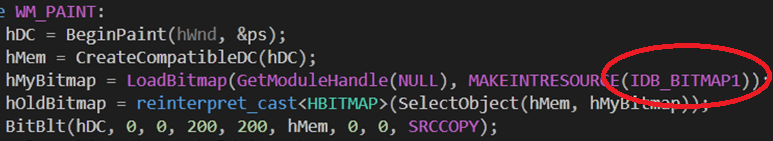 e WM_PAINT:
hDC = BeginPaint(hWnd, &ps);
hMem = CreateCompatibleDC(hDC);
hMyBitmap = LoadBitmap(GetModuleHandle(NULL), MAKEINTRESOURCE(IDB_BITMAP1));
hOldBitmap = reinterpret_cast<HBITMAP>(SelectObject(hMem, hMyBitmap));
BitBlt(hDC, 0, 0, 200, 200, hMem, 0, 0, SRCCOPY);